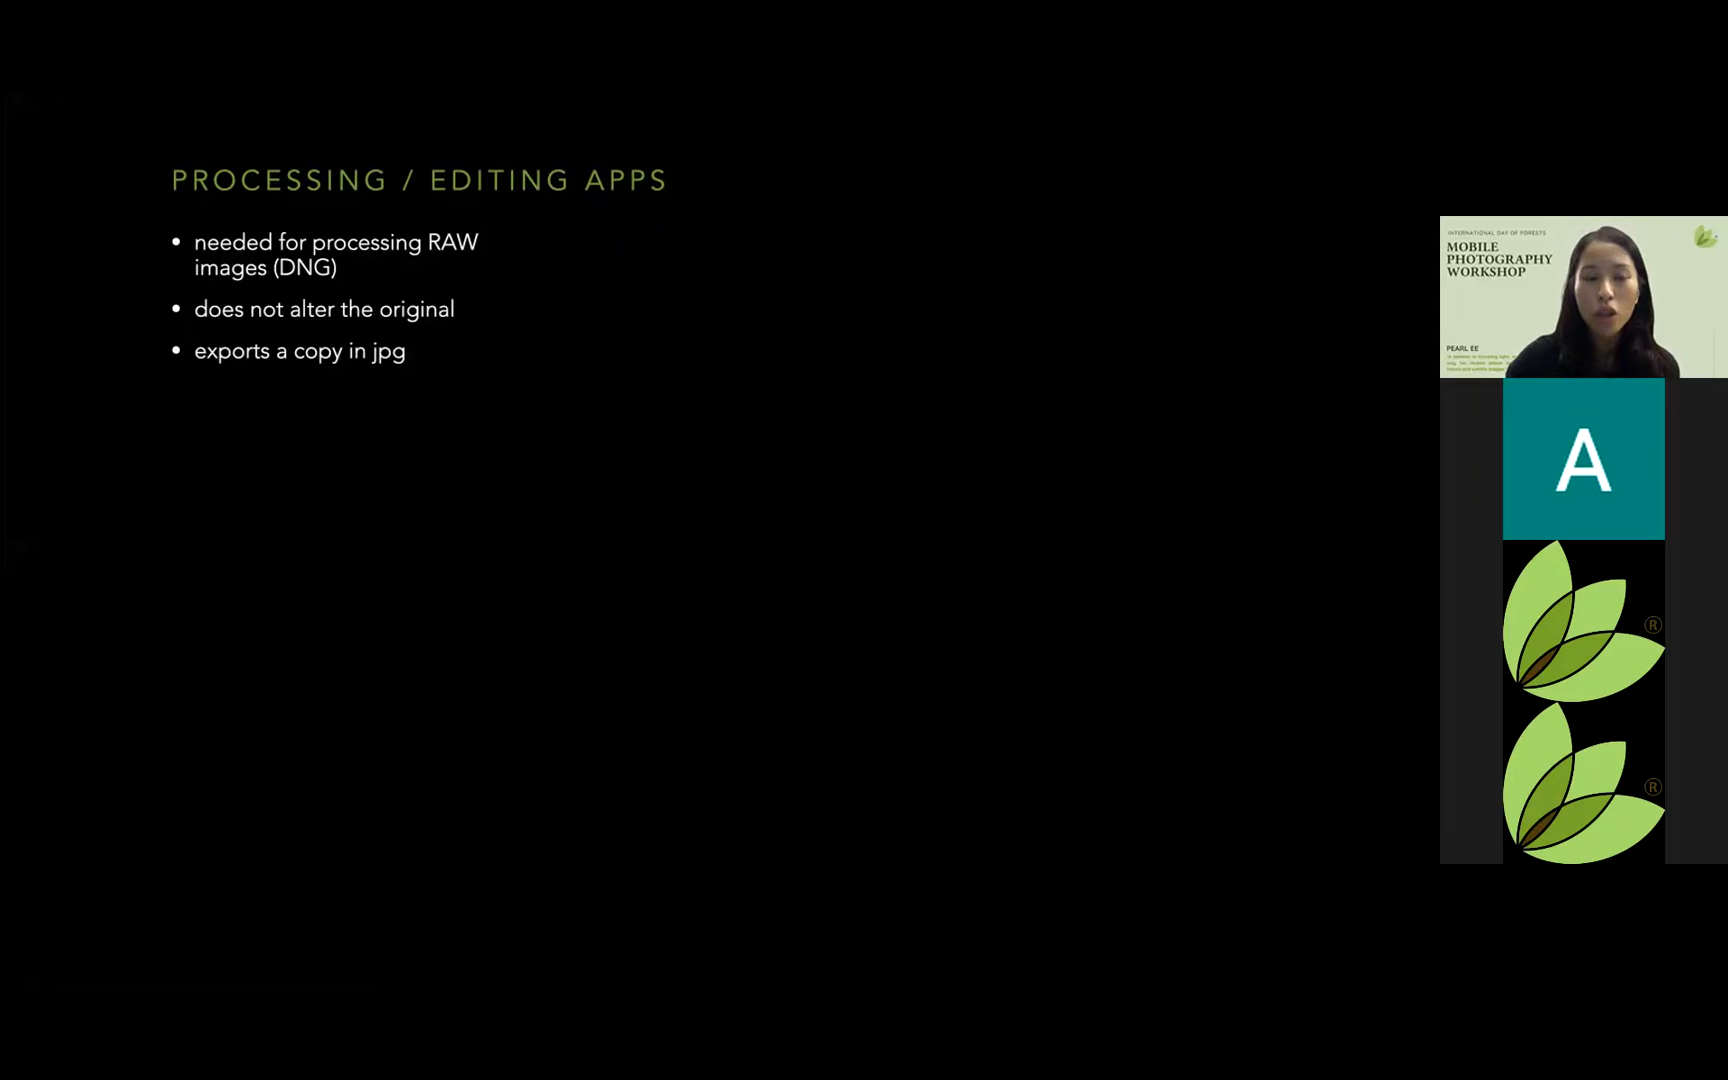 PROCESSING / EDITING APPS
• needed for processing RAW
images (DNG)
• does not alter the original
• exports a copy in jpg
INTERNATIONAL DAY OF FORESTS
MOBILE
PHOTOGRAPHY
WORKSHOP
PEARL EE
A
®
®